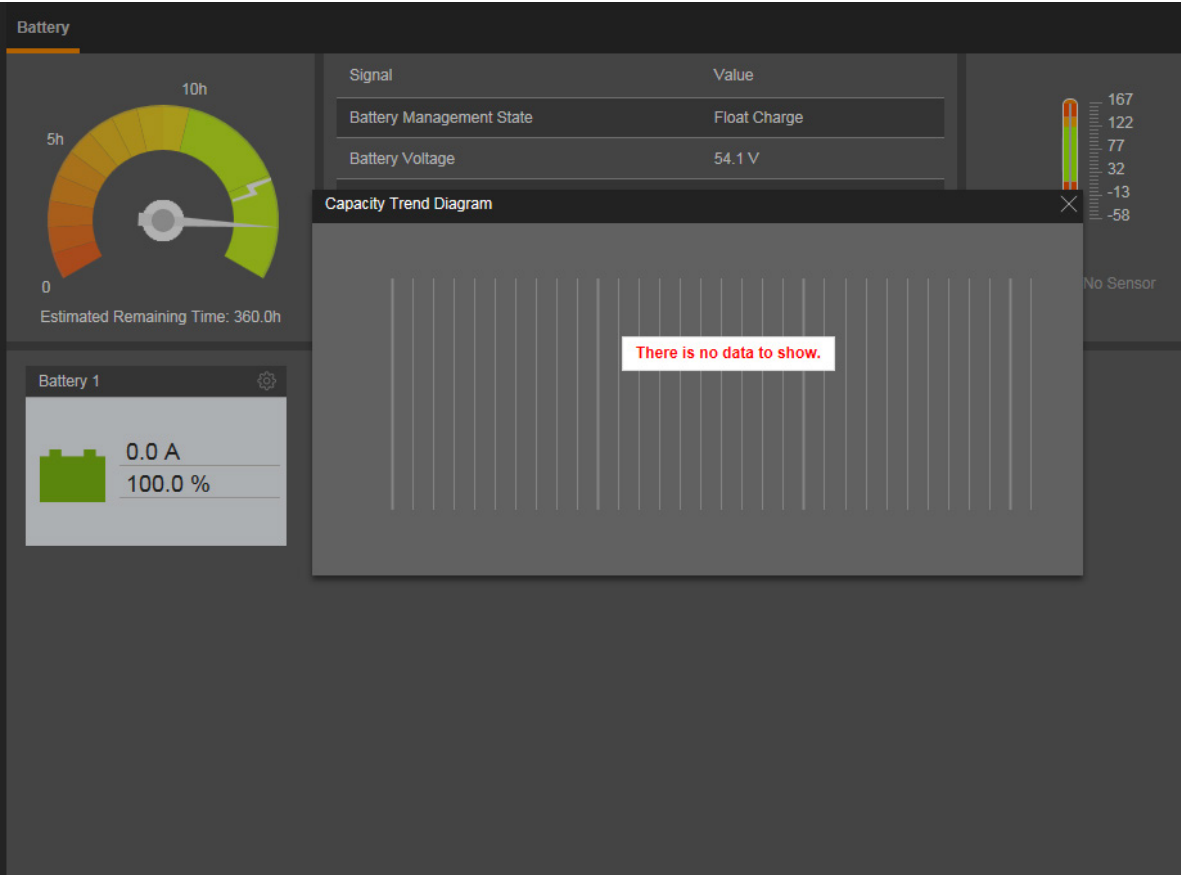 Battery
10h
5h
0
Estimated Remaining Time: 360.0h
Signal Value
Battery Management State Float Charge
Battery Voltage 54.1 V
167
122
77
32
-13
-58
No Sensor
Capacity Trend Diagram
There is no data to show.
Battery 1
0.0 A
100.0 %